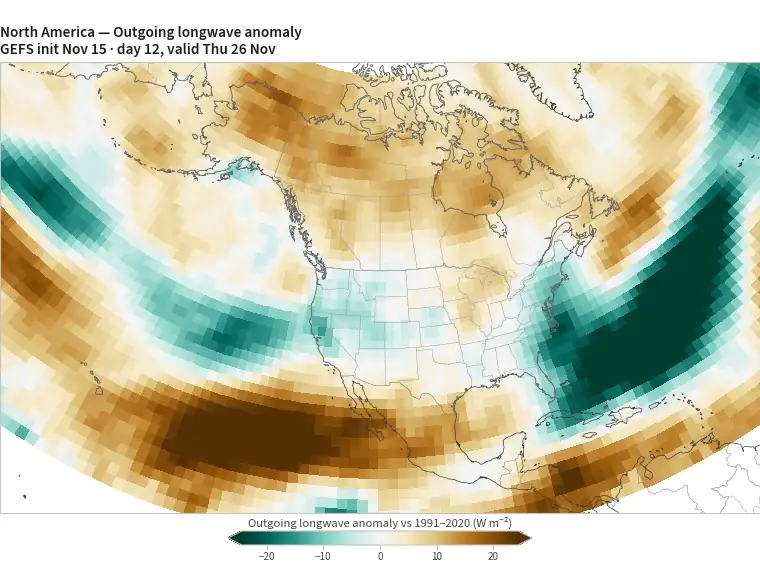 North America — Outgoing longwave anomaly
GEFS init Nov 15 · day 12, valid Thu 26 Nov
Outgoing longwave anomaly vs 1991–2020 (W m⁻²)
−20 −10 0 10 20